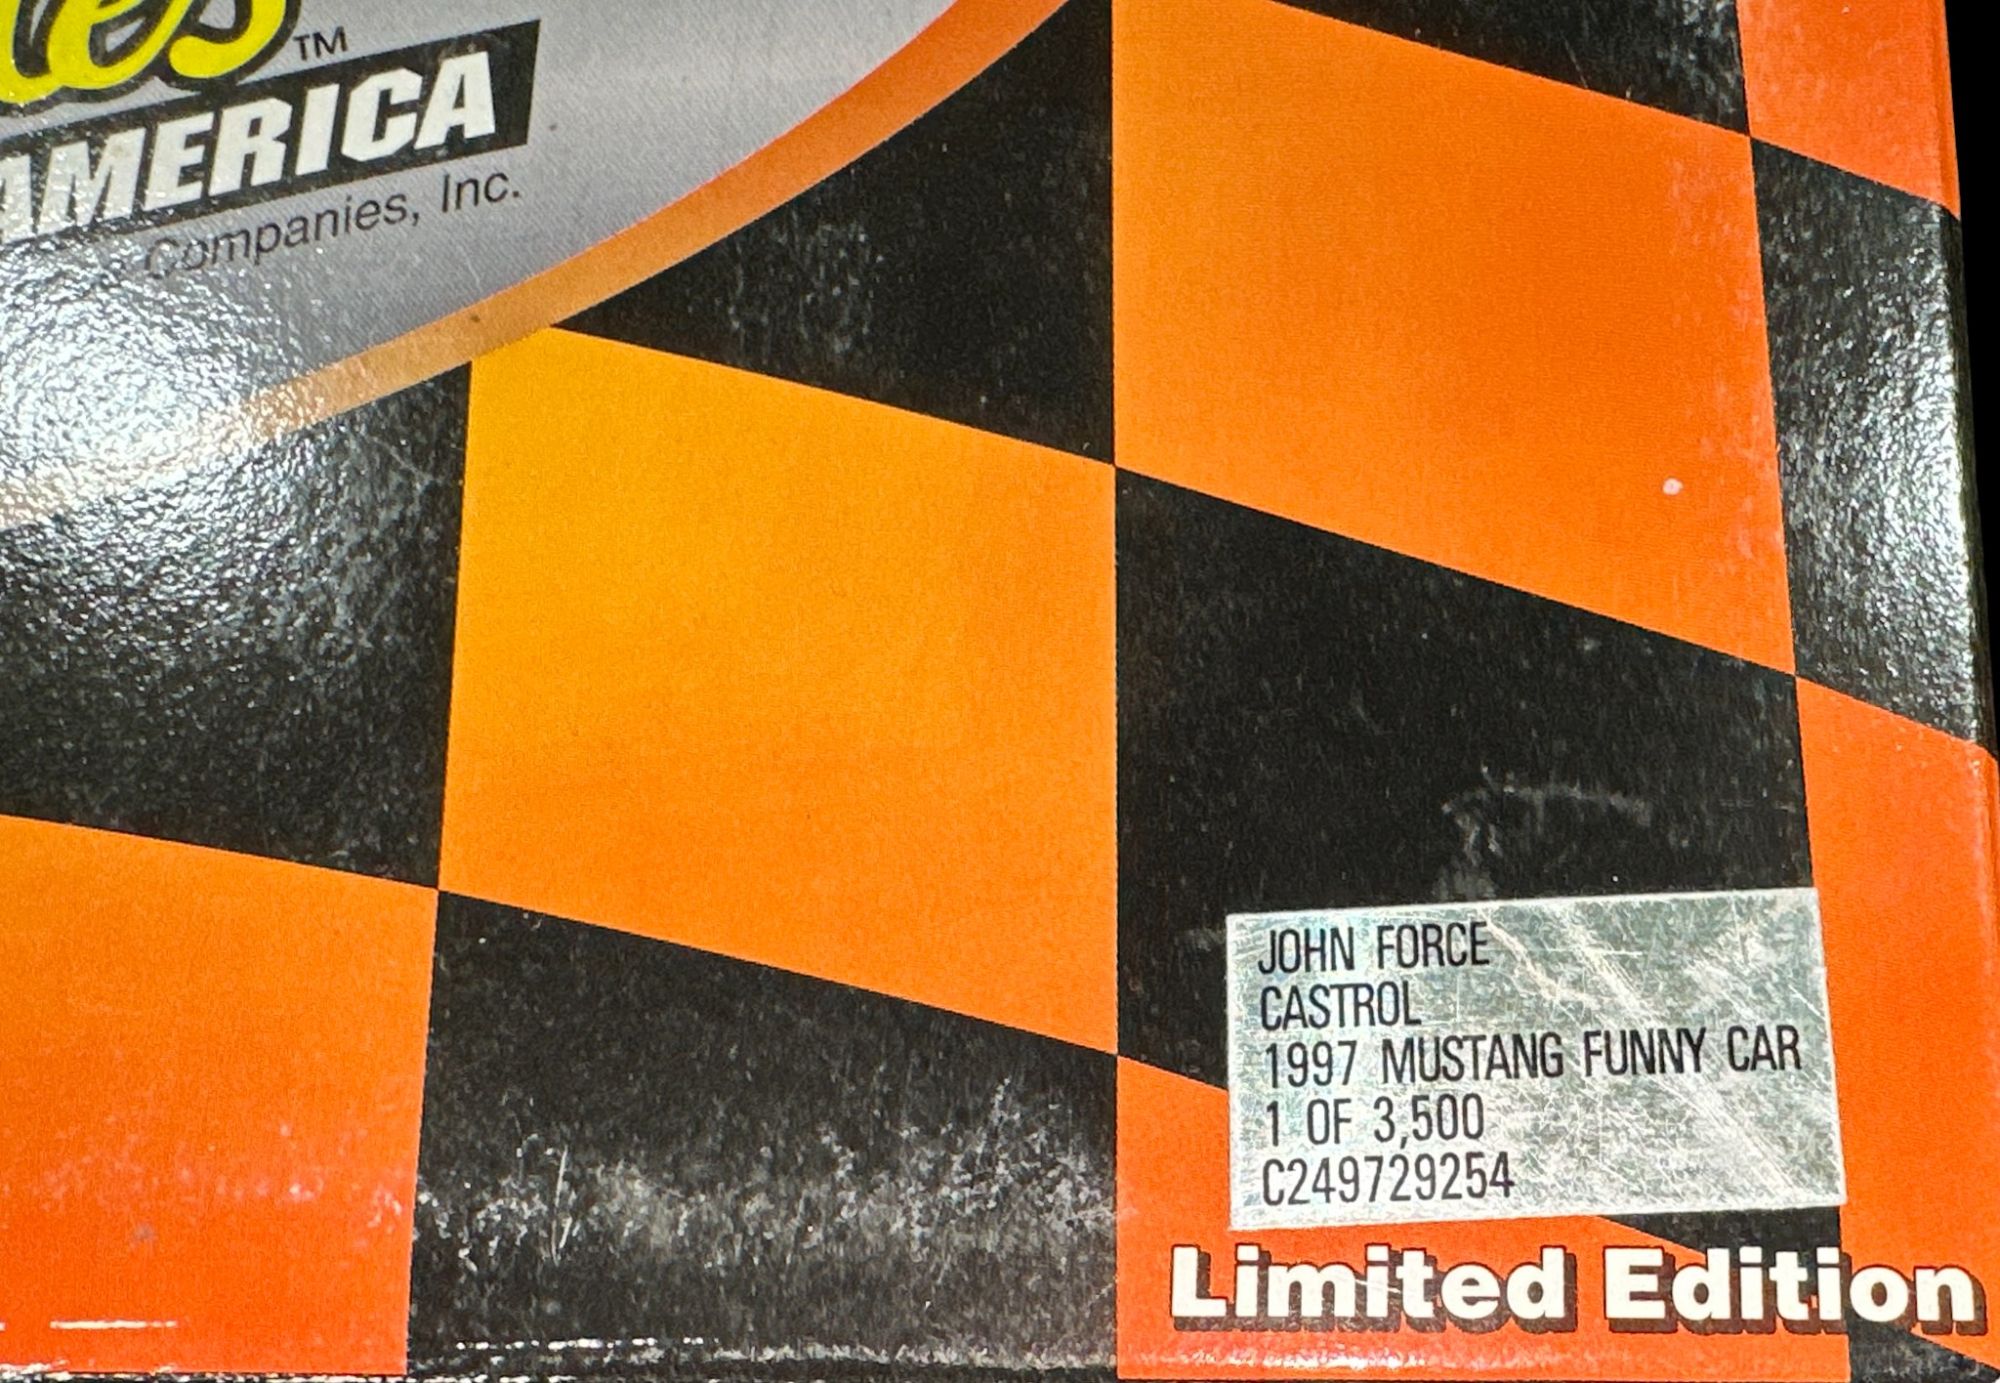 TM
AMERICA
Companies, Inc.
JOHN FORCE
CASTROL
1997 MUSTANG FUNNY CAR
1 OF 3,500
C249729254
Limited Edition